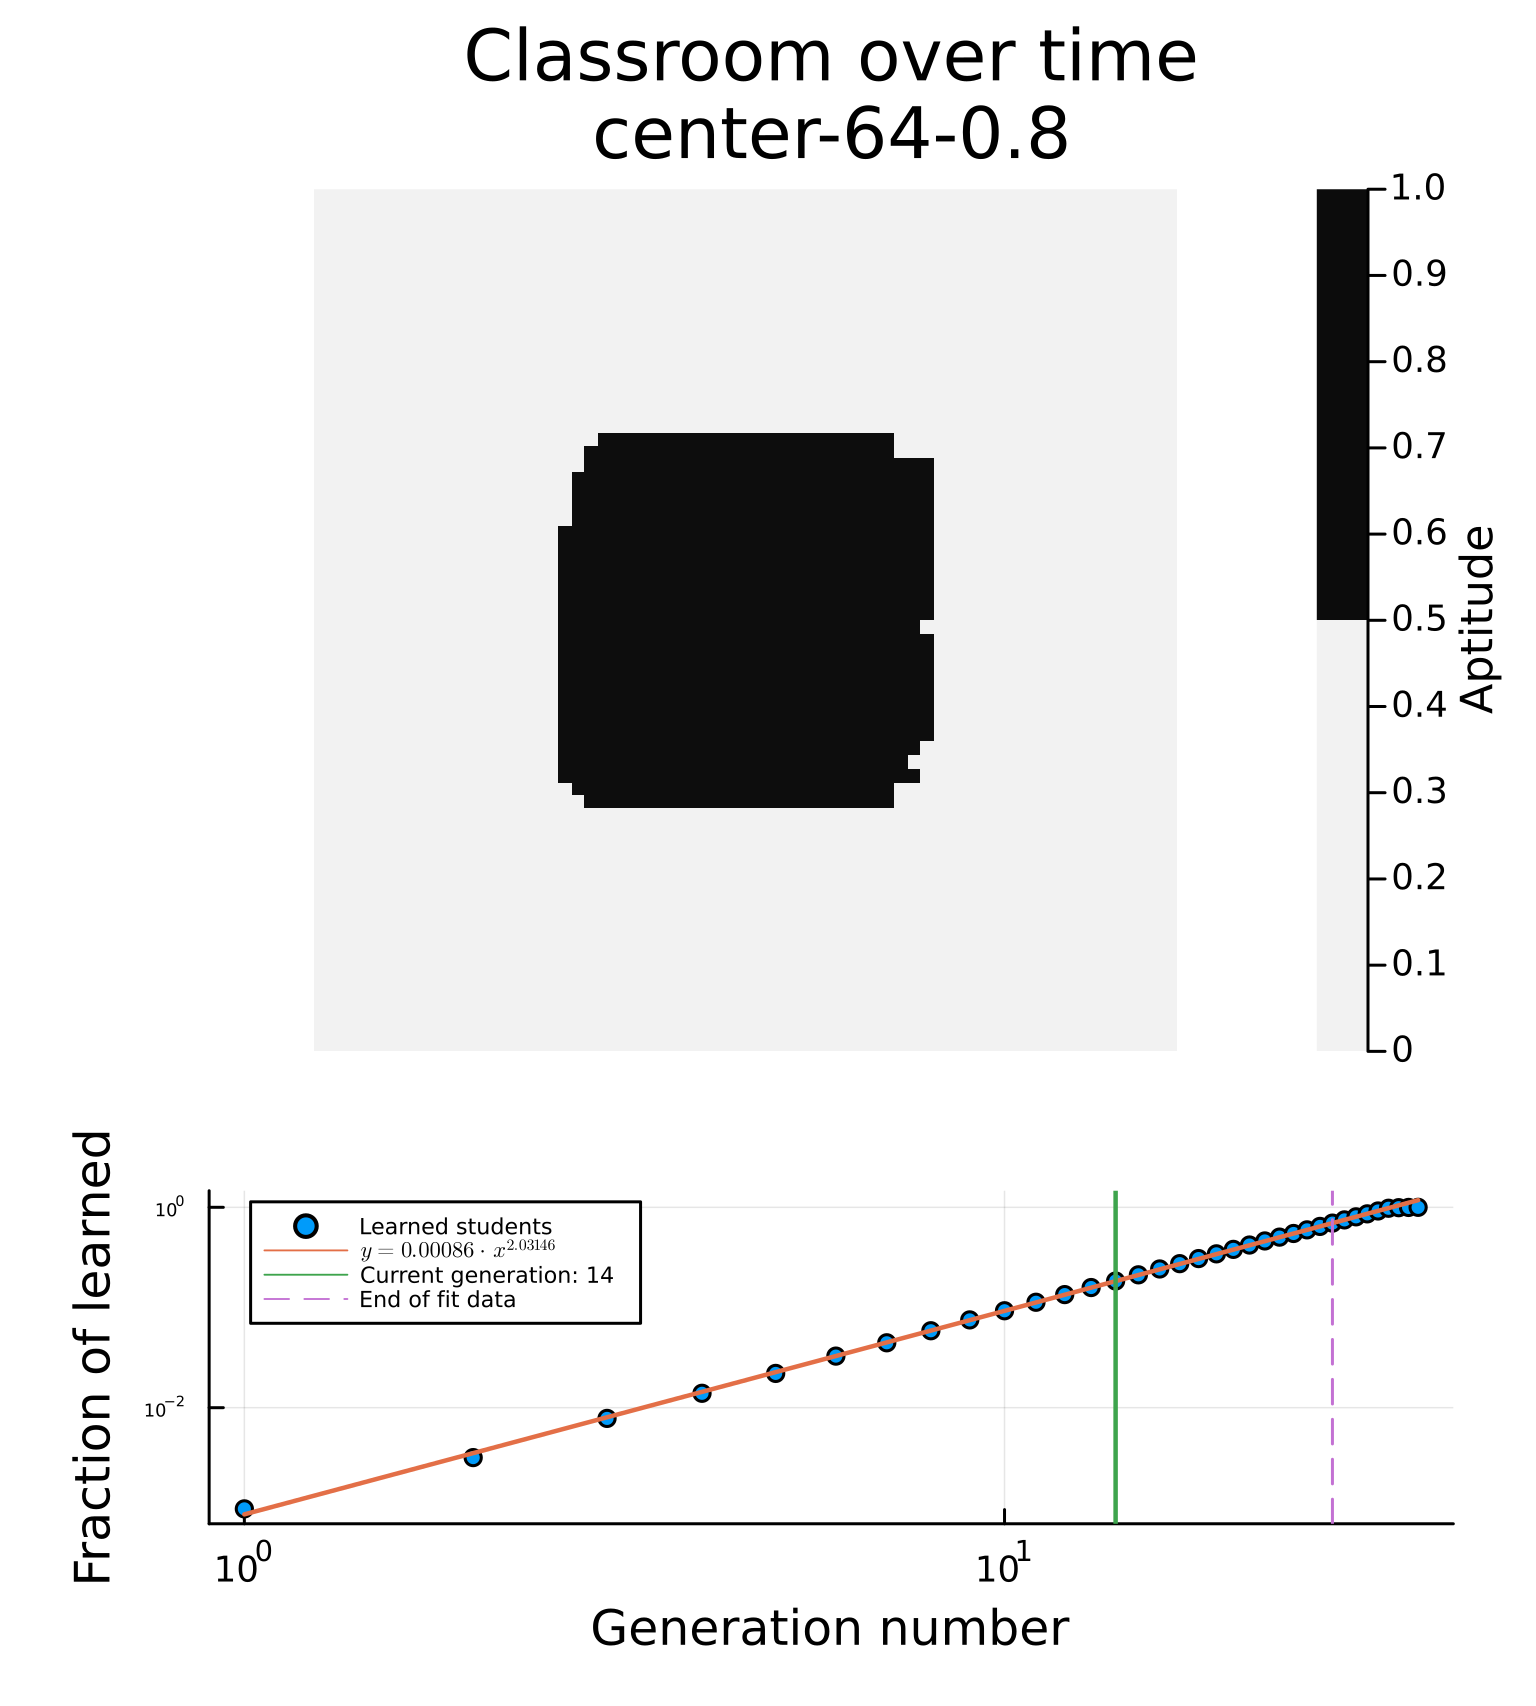 Classroom over time
center-64-0.8
1.0
0.9
0.8
0.7
0.6
0.5
0.4
0.3
0.2
0.1
0
Aptitude
Fraction of learned
10⁰
10⁻²
Learned students
y = 0.00086 · x^2.03146
Current generation: 14
End of fit data
10⁰
10¹
Generation number